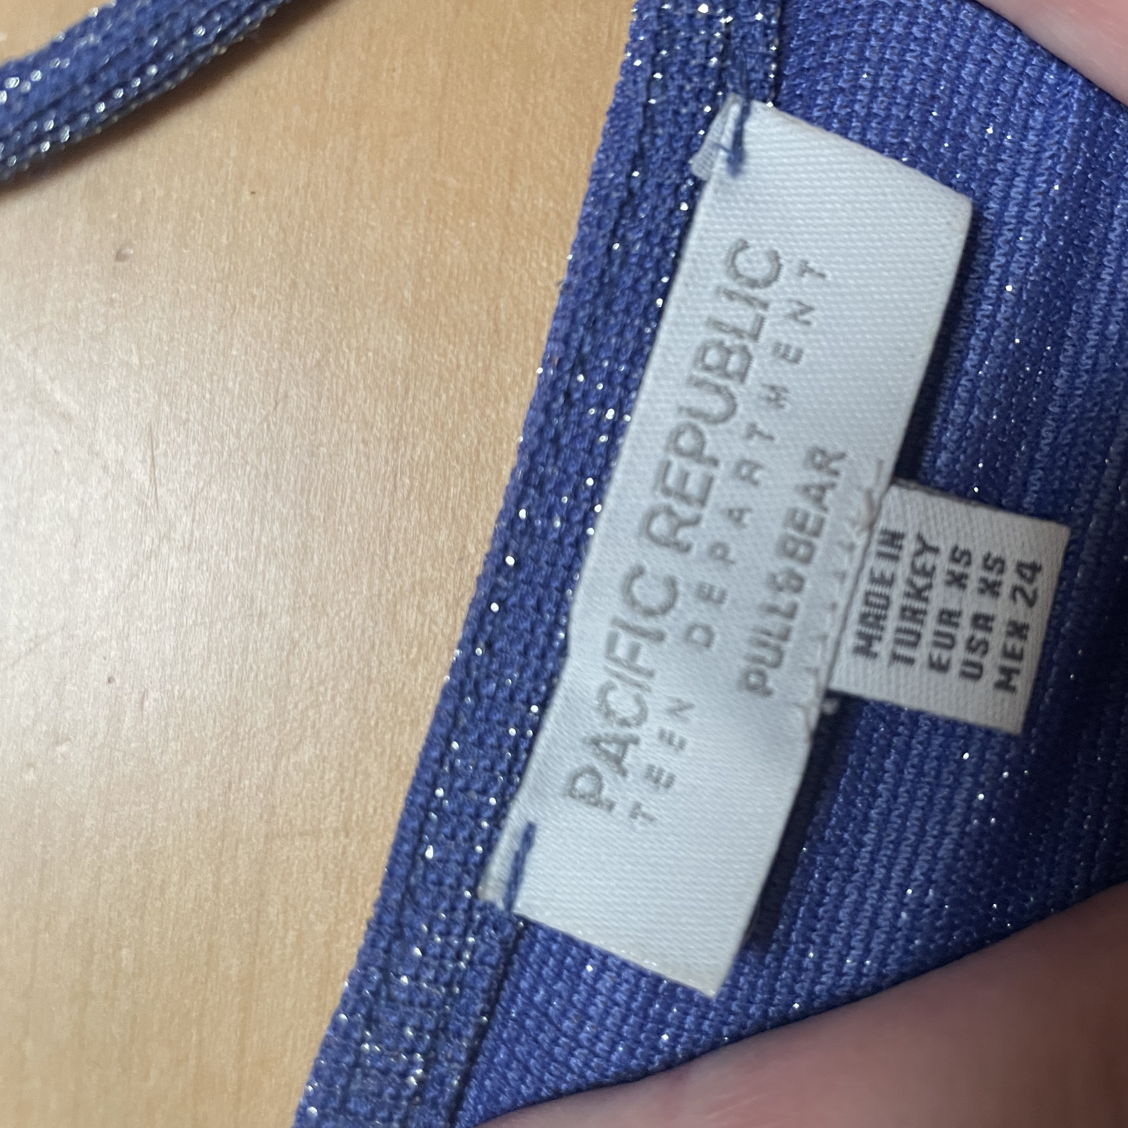 PACIFIC REPUBLIC
TEEN DEPARTMENT
PULL&BEAR
MADE IN
TURKEY
EUR XS
USA XS
MEX 24